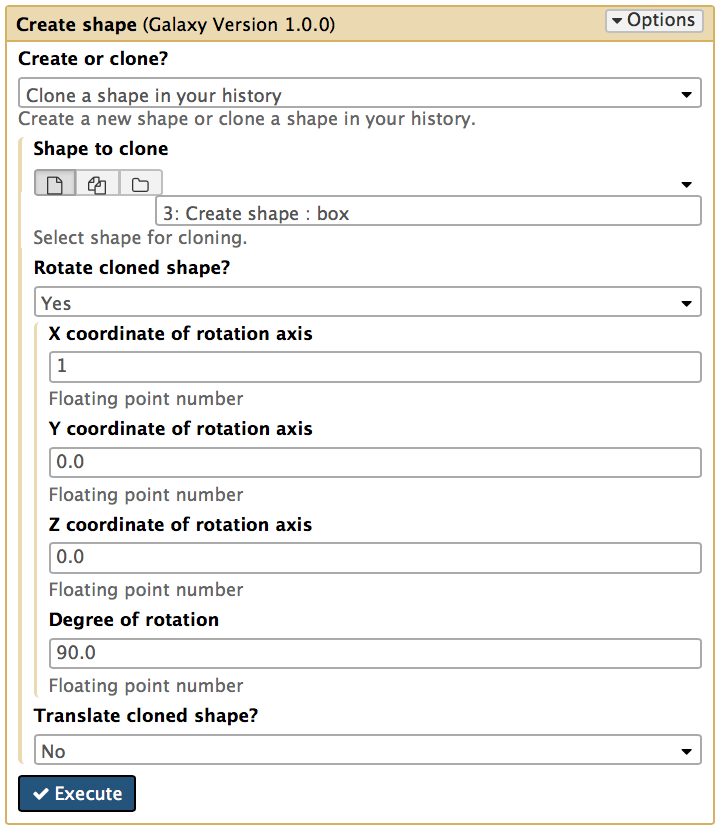 Create shape (Galaxy Version 1.0.0) Options
Create or clone?
Clone a shape in your history
Create a new shape or clone a shape in your history.
Shape to clone
3: Create shape : box
Select shape for cloning.
Rotate cloned shape?
Yes
X coordinate of rotation axis
1
Floating point number
Y coordinate of rotation axis
0.0
Floating point number
Z coordinate of rotation axis
0.0
Floating point number
Degree of rotation
90.0
Floating point number
Translate cloned shape?
No
Execute